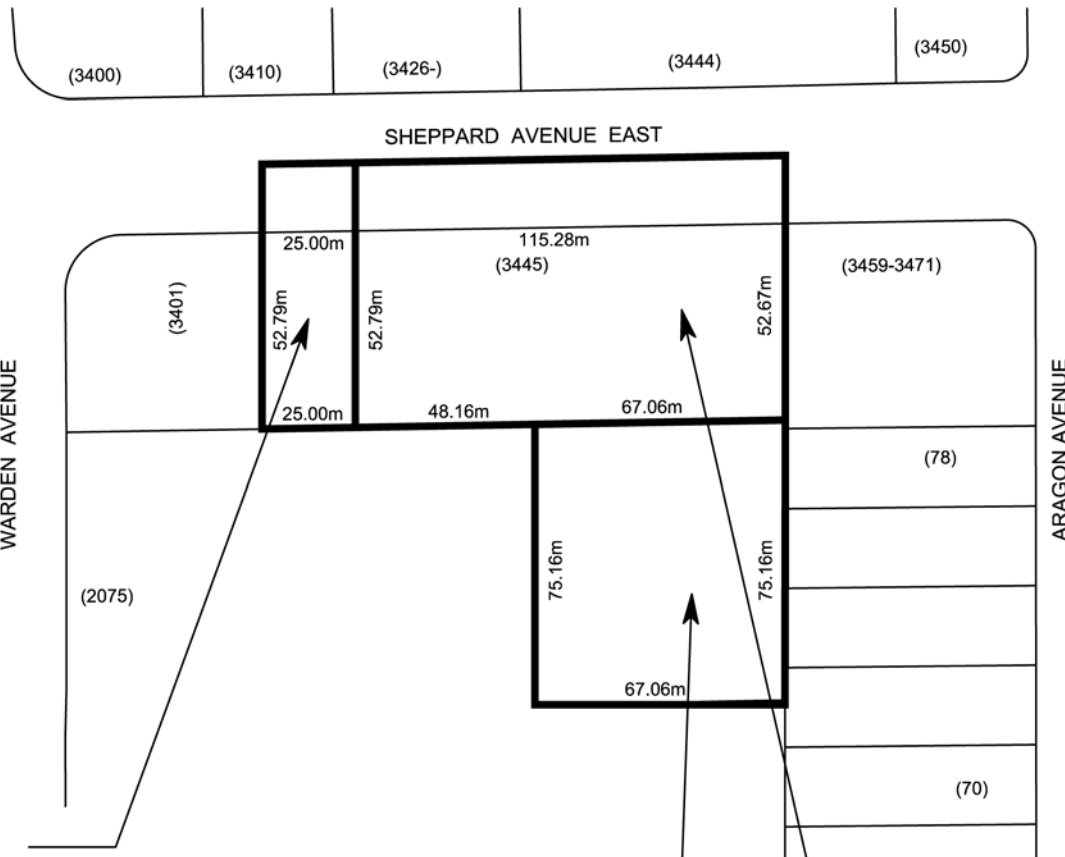 (3400)
(3410)
(3426-)
(3444)
(3450)
SHEPPARD AVENUE EAST
25.00m
115.28m
(3445)
(3459-3471)
(3401)
52.79m
52.79m
52.67m
25.00m
48.16m
67.06m
WARDEN AVENUE
ARAGON AVENUE
(78)
75.16m
75.16m
(2075)
67.06m
(70)